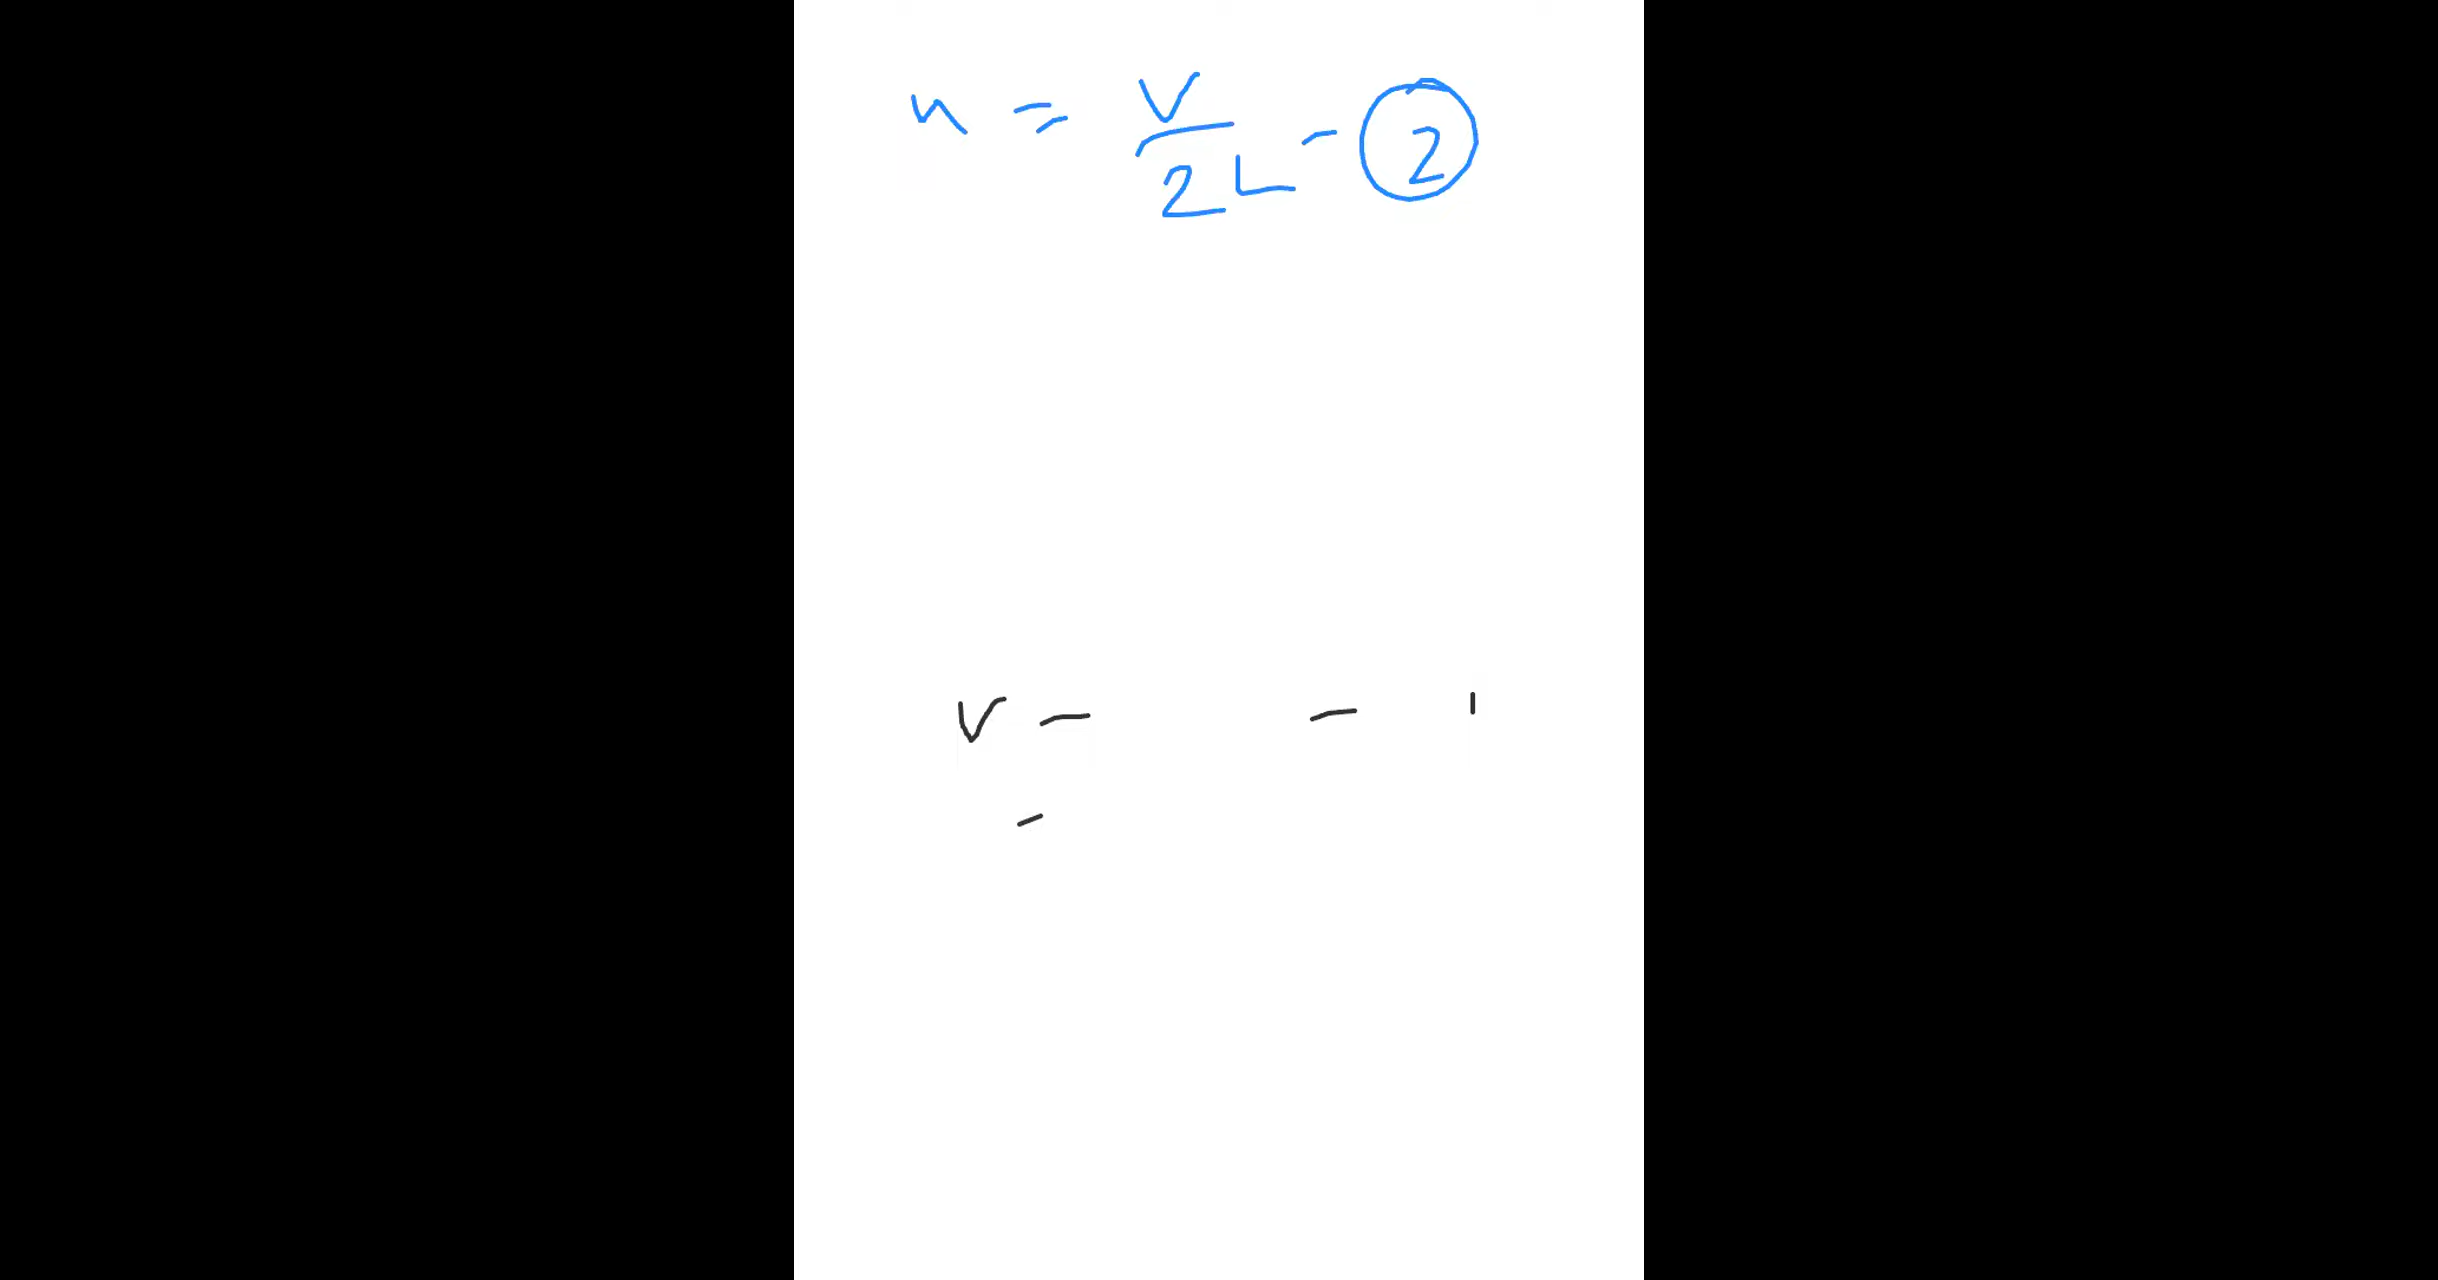 n = V/2L - ②
V - - '
-